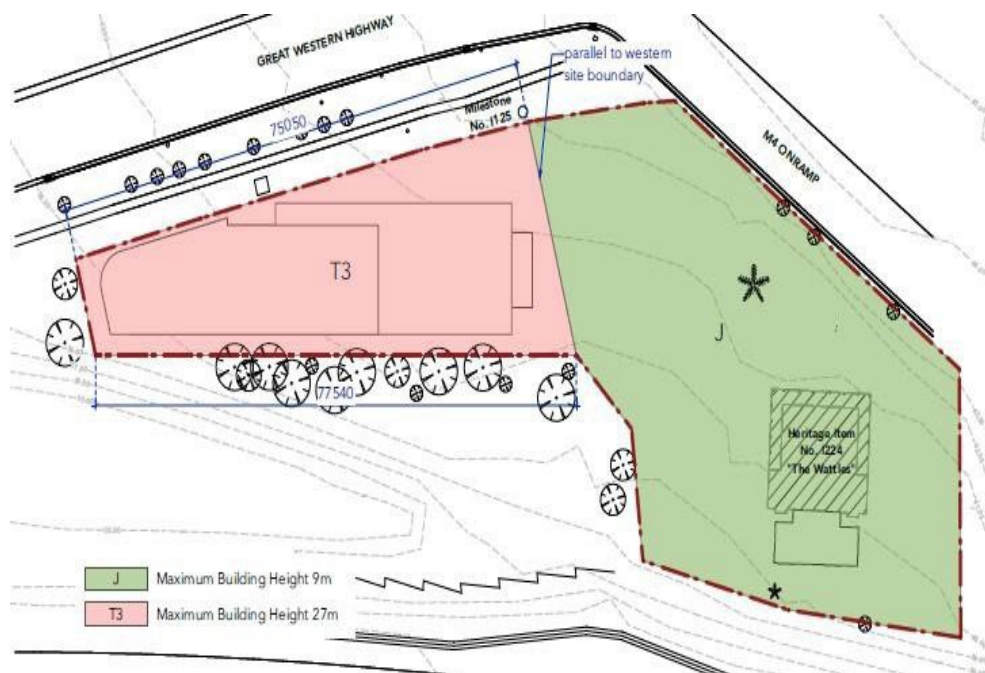 GREAT WESTERN HIGHWAY
parallel to western
site boundary
75050
Milestone
No. I125
M4 ONRAMP
T3
J
77540
Heritage Item
No. I224
"The Wattles"
J Maximum Building Height 9m
T3 Maximum Building Height 27m